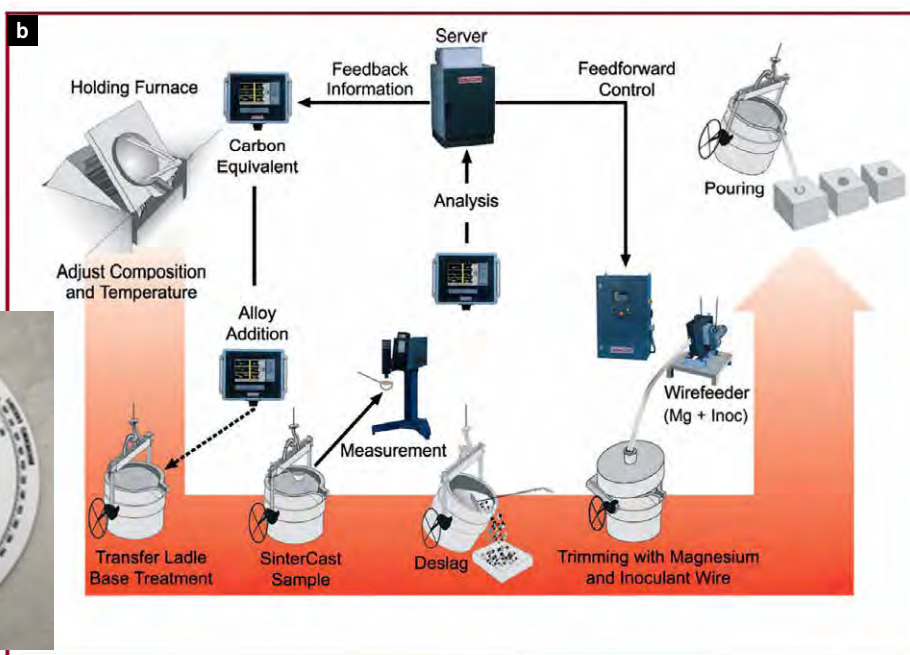 b
Server
Holding Furnace
Feedback
Information
Feedforward
Control
Carbon
Equivalent
Pouring
Analysis
Adjust Composition
and Temperature
Alloy
Addition
Measurement
Wirefeeder
(Mg + Inoc)
Transfer Ladle
Base Treatment
SinterCast
Sample
Deslag
Trimming with Magnesium
and Inoculant Wire